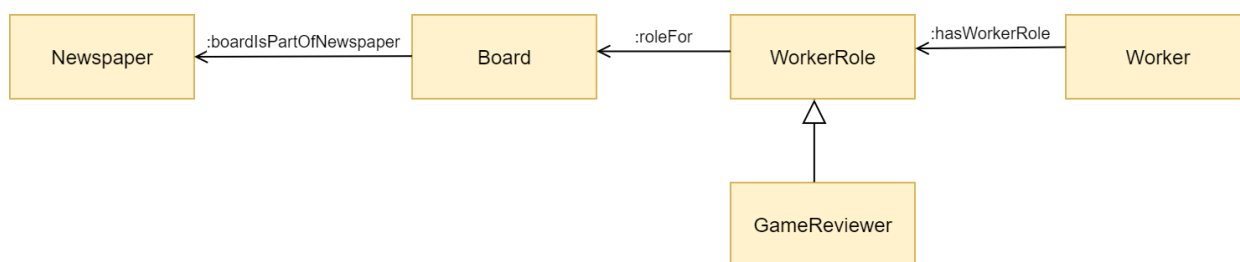 Newspaper
:boardIsPartOfNewspaper
Board
:roleFor
WorkerRole
:hasWorkerRole
Worker
GameReviewer